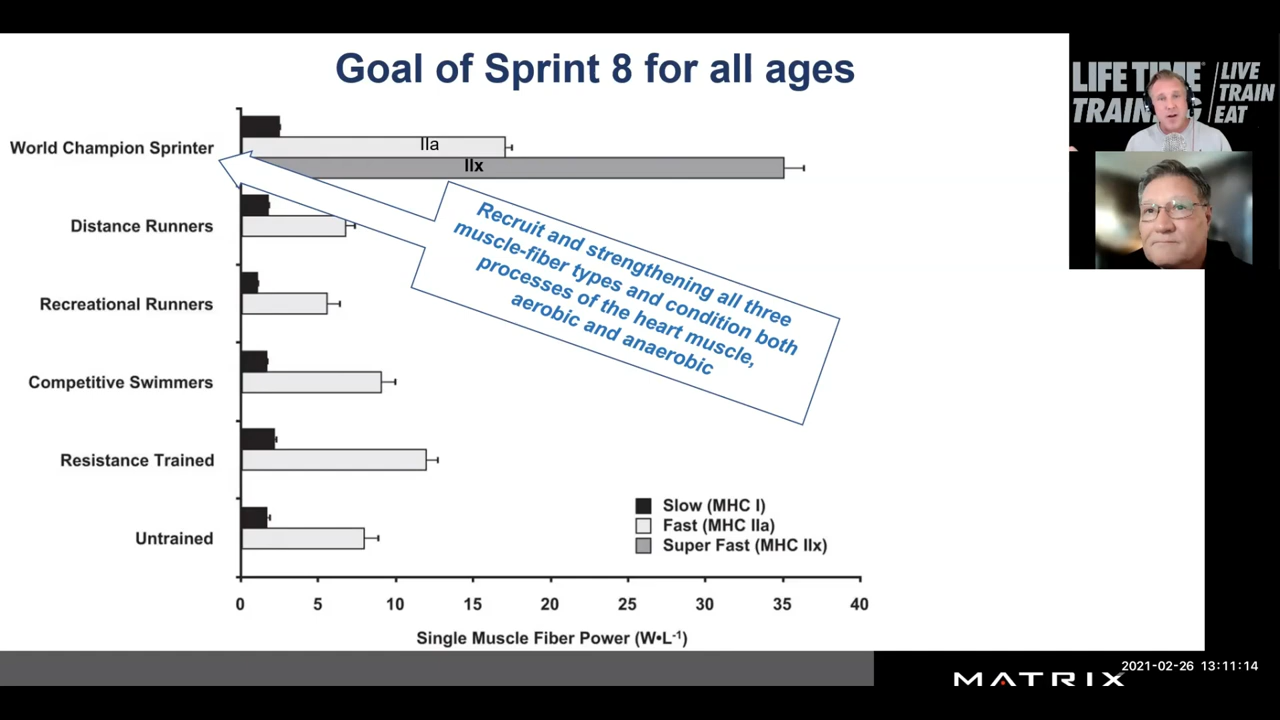 Goal of Sprint 8 for all ages
LIFE TIME
TRAINING
LIVE
TRAIN
EAT
World Champion Sprinter
IIa
IIx
Distance Runners
Recreational Runners
Competitive Swimmers
Resistance Trained
Untrained
Recruit and strengthening all three
muscle-fiber types and condition both
processes of the heart muscle,
aerobic and anaerobic
Slow (MHC I)
Fast (MHC IIa)
Super Fast (MHC IIx)
0 5 10 15 20 25 30 35 40
Single Muscle Fiber Power (W•L⁻¹)
2021-02-26 13:11:14
MATRIX